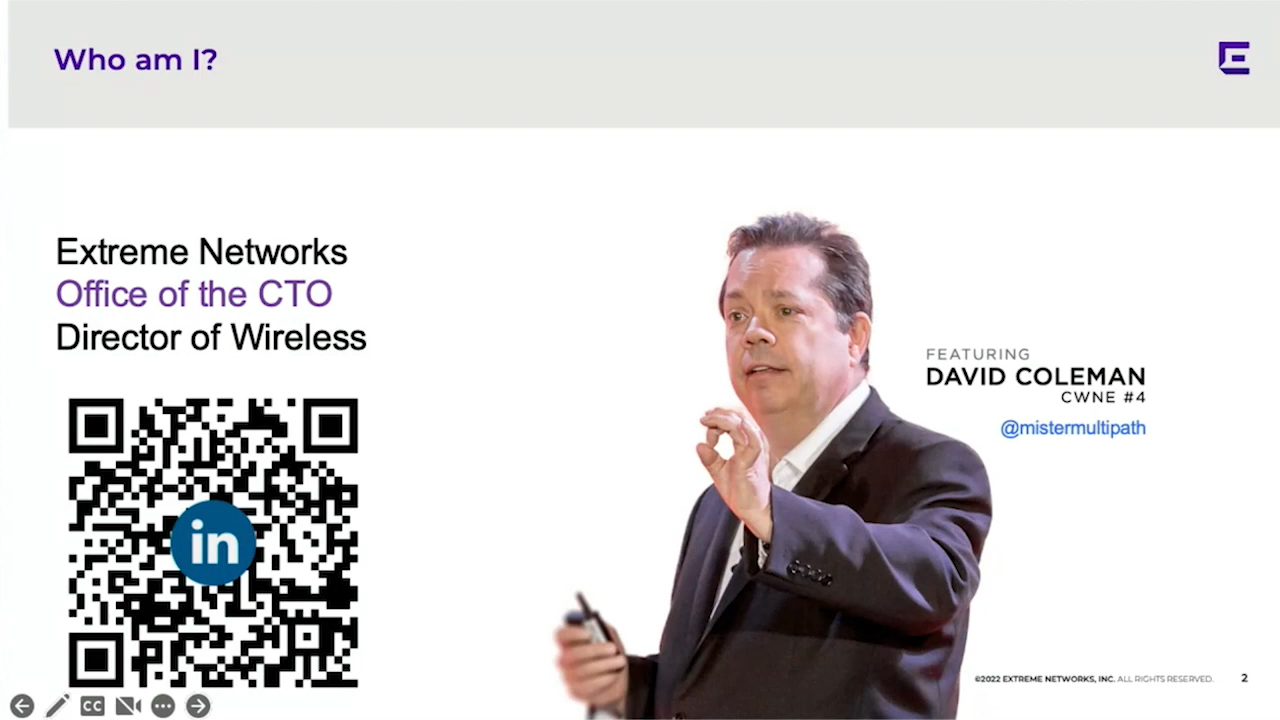 Who am I?
Extreme Networks
Office of the CTO
Director of Wireless
in
FEATURING
DAVID COLEMAN
CWNE #4
@mistermultipath
©2022 EXTREME NETWORKS, INC. ALL RIGHTS RESERVED. 2
CC